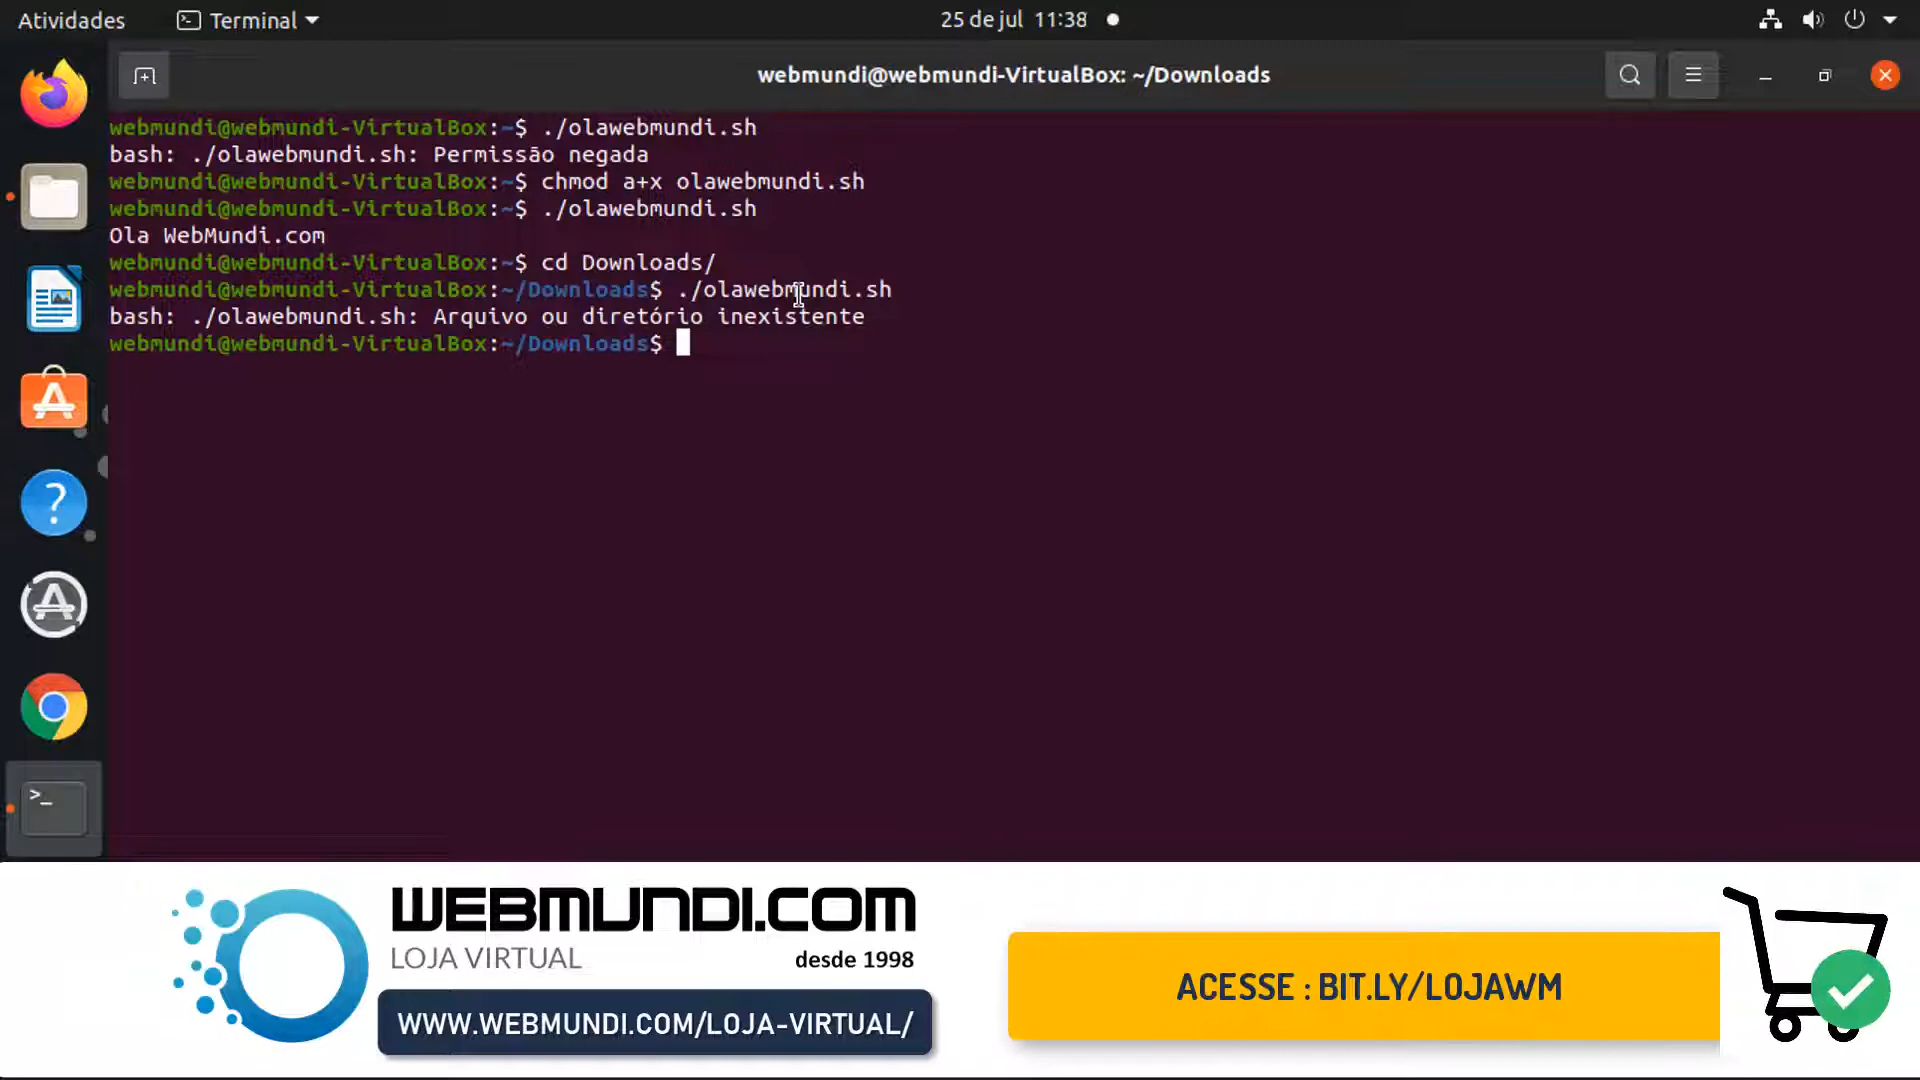 Atividades
Terminal
25 de jul 11:38
webmundi@webmundi-VirtualBox: ~/Downloads
webmundi@webmundi-VirtualBox:~$ ./olawebmundi.sh
bash: ./olawebmundi.sh: Permissão negada
webmundi@webmundi-VirtualBox:~$ chmod a+x olawebmundi.sh
webmundi@webmundi-VirtualBox:~$ ./olawebmundi.sh
Ola WebMundi.com
webmundi@webmundi-VirtualBox:~$ cd Downloads/
webmundi@webmundi-VirtualBox:~/Downloads$ ./olawebmundi.sh
bash: ./olawebmundi.sh: Arquivo ou diretório inexistente
webmundi@webmundi-VirtualBox:~/Downloads$
WEBMUNDI.COM
LOJA VIRTUAL
desde 1998
WWW.WEBMUNDI.COM/LOJA-VIRTUAL/
ACESSE : BIT.LY/LOJAWM